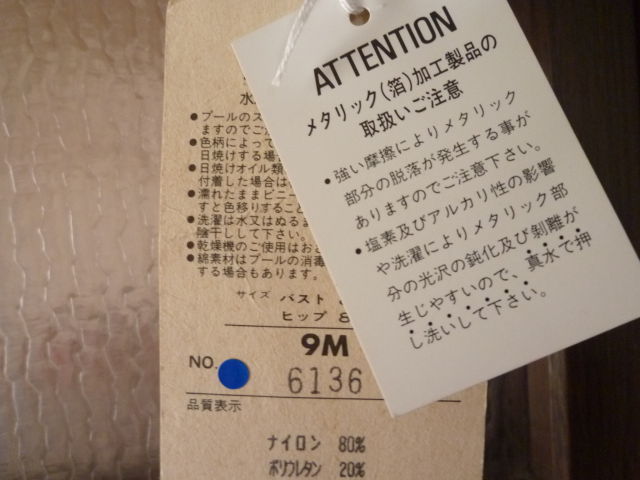 ATTENTION
メタリック(箔)加工製品の
取扱いご注意
•強い摩擦によりメタリック
部分の脱落が発生する事が
ありますのでご注意下さい。
•塩素及びアルカリ性の影響
や洗濯によりメタリック部
分の光沢の鈍化及び剥離が
生じやすいので、真水で押
し洗いして下さい。
水
●プールのス
ますのでご
●色柄によって
日焼けする場
●日焼けオイル類
付着した場合は
●濡れたままビニー
すと色移りするこ
●洗濯は水又はぬるま
陰干しして下さい。
●乾燥機のご使用はおさ
●綿素材はプールの消毒
する場合もあります。
サイズ バスト
ヒップ 8
9M
NO. 6136
品質表示
ナイロン 80%
ポリウレタン 20%